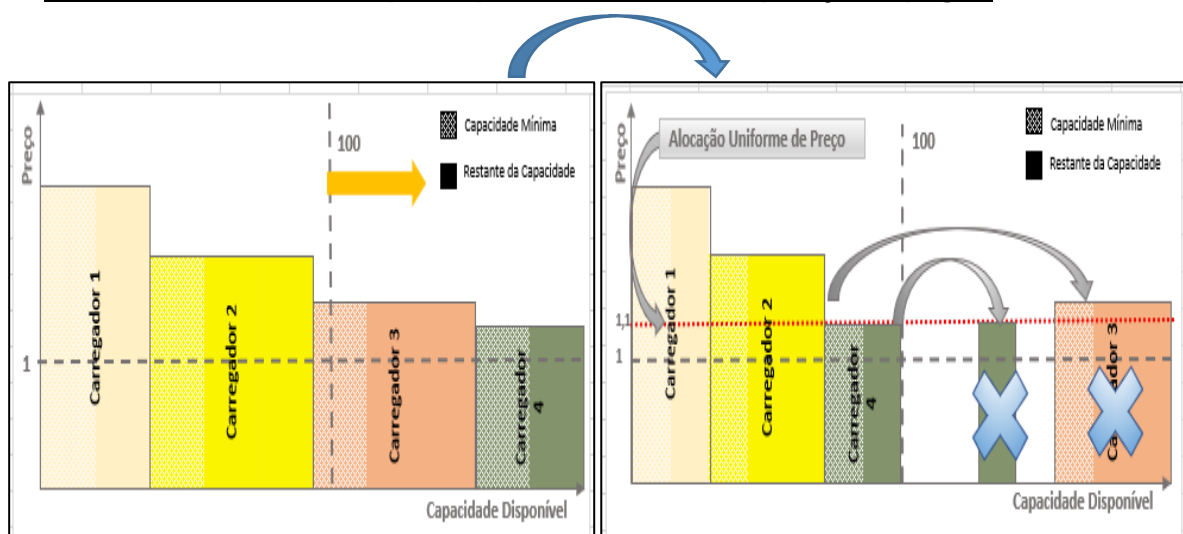 Preço
100
Capacidade Mínima
Restante da Capacidade
1
Carregador 1
Carregador 2
Carregador 3
Carregador
4
Capacidade Disponível
Preço
Alocação Uniforme de Preço
100
Capacidade Mínima
Restante da Capacidade
1,1
1
Carregador 1
Carregador 2
Carregador
4
3
Capacidade Disponível